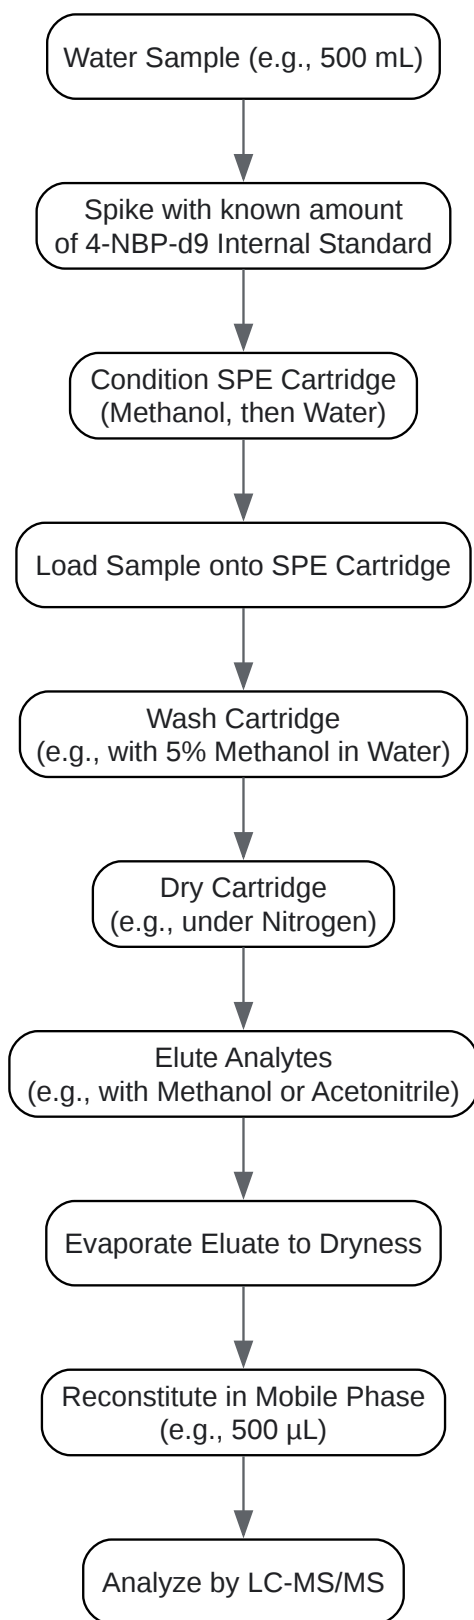 Water Sample (e.g., 500 mL)
Spike with known amount
of 4-NBP-d9 Internal Standard
Condition SPE Cartridge
(Methanol, then Water)
Load Sample onto SPE Cartridge
Wash Cartridge
(e.g., with 5% Methanol in Water)
Dry Cartridge
(e.g., under Nitrogen)
Elute Analytes
(e.g., with Methanol or Acetonitrile)
Evaporate Eluate to Dryness
Reconstitute in Mobile Phase
(e.g., 500 µL)
Analyze by LC-MS/MS